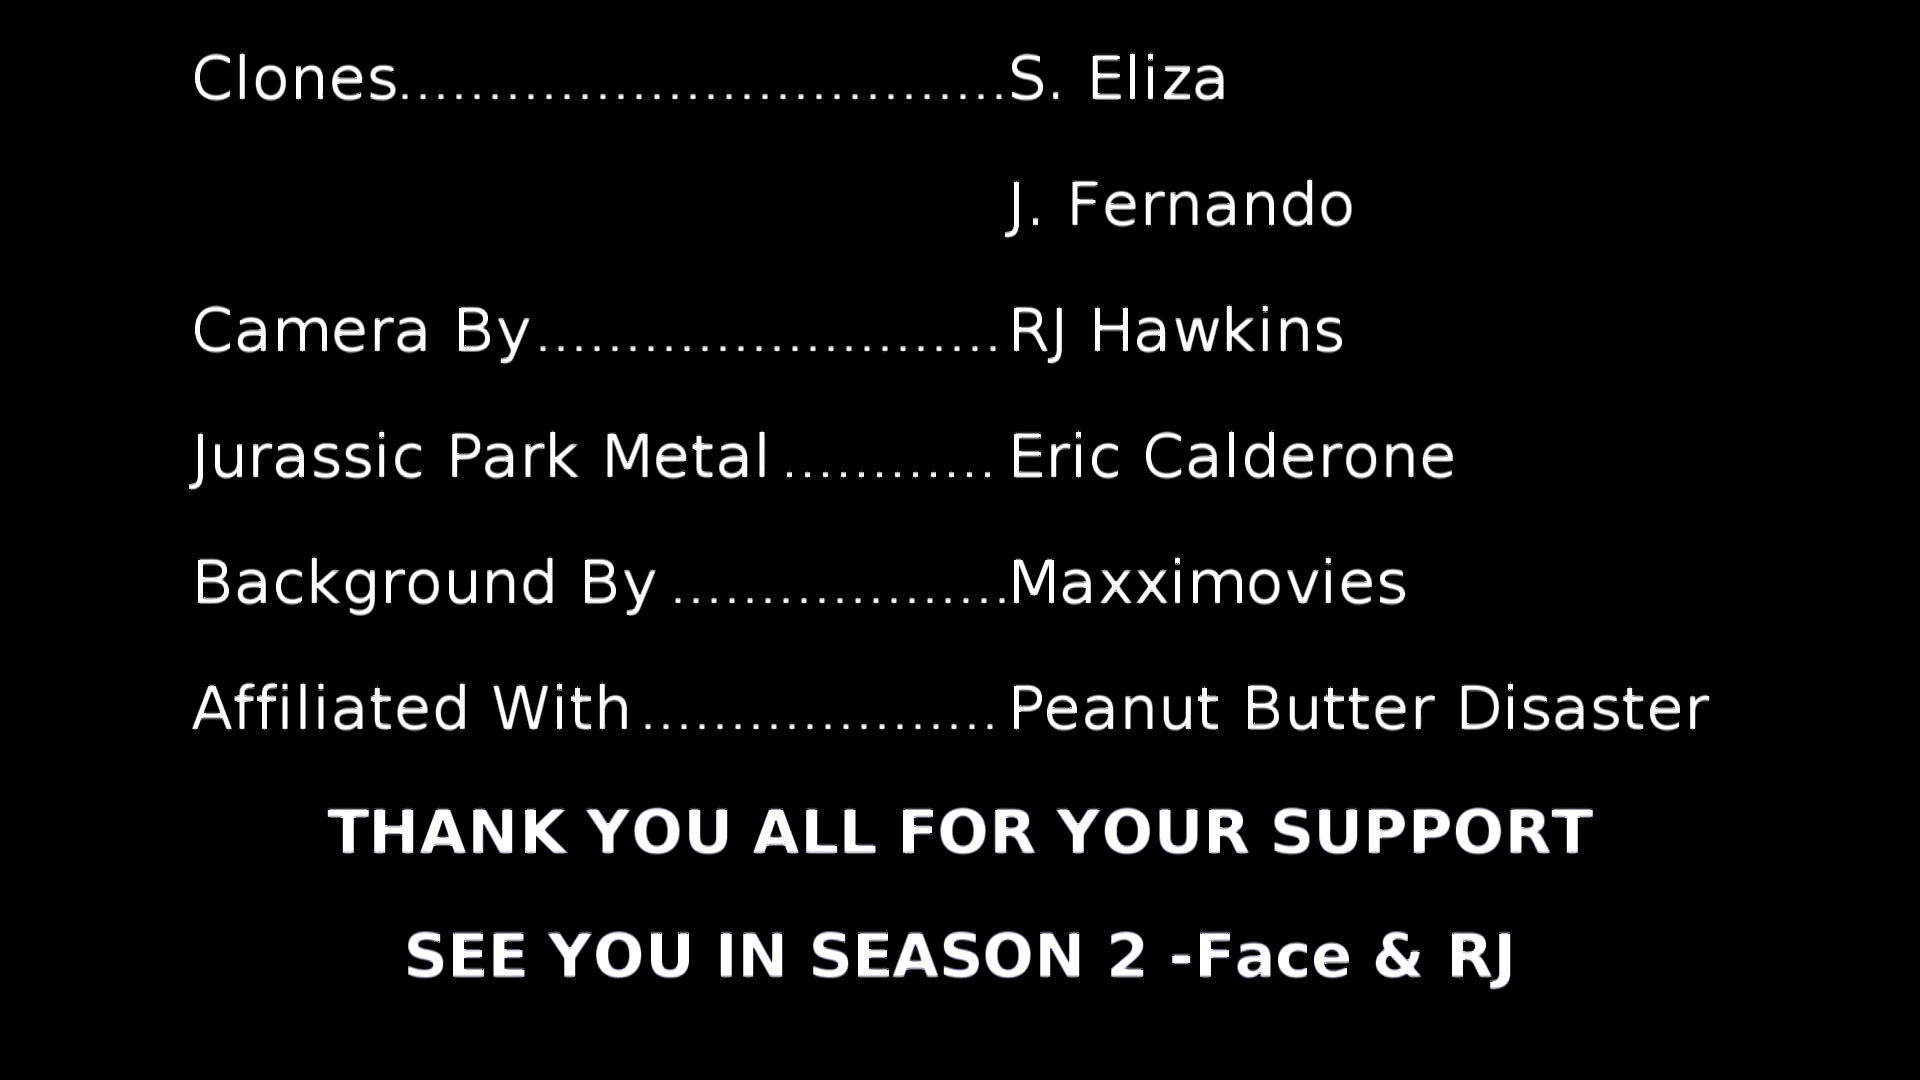 Clones.................................S. Eliza
J. Fernando
Camera By.........................RJ Hawkins
Jurassic Park Metal ............ Eric Calderone
Background By ...................Maxximovies
Affiliated With.................... Peanut Butter Disaster
THANK YOU ALL FOR YOUR SUPPORT
SEE YOU IN SEASON 2 -Face & RJ